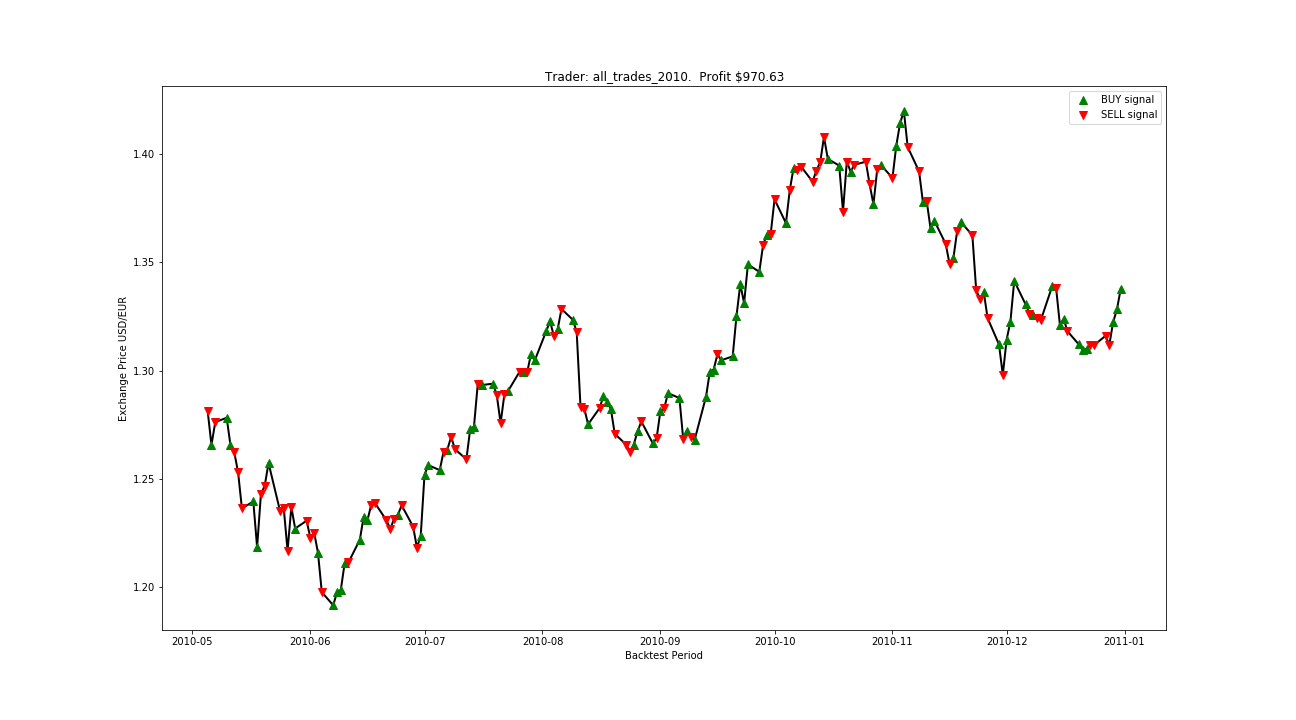 Trader: all_trades_2010.  Profit $970.63
BUY signal
SELL signal
Exchange Price USD/EUR
1.40
1.35
1.30
1.25
1.20
2010-05
2010-06
2010-07
2010-08
2010-09
2010-10
2010-11
2010-12
2011-01
Backtest Period